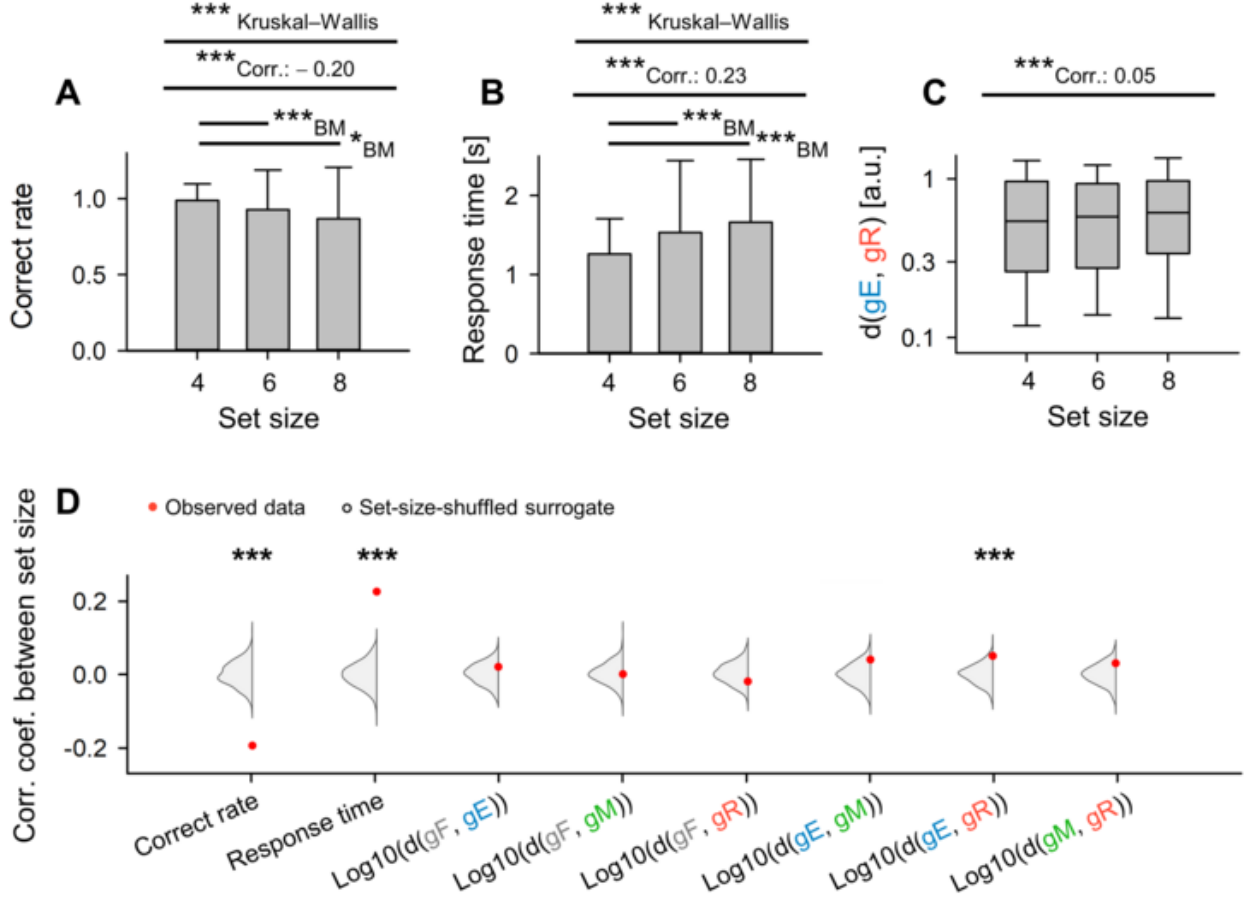 *** Kruskal–Wallis
***Corr.: – 0.20
A
***BM
*BM
Correct rate
1.0
0.5
0.0
4 6 8
Set size
*** Kruskal–Wallis
***Corr.: 0.23
B
***BM
***BM
Response time [s]
2
1
0
4 6 8
Set size
***Corr.: 0.05
C
d(gE, gR) [a.u.]
1
0.3
0.1
4 6 8
Set size
D
Observed data
Set-size-shuffled surrogate
Corr. coef. between set size
*** *** ***
0.2
0.0
-0.2
Correct rate
Response time
Log10(d(gF, gE))
Log10(d(gF, gM))
Log10(d(gF, gR))
Log10(d(gE, gM))
Log10(d(gE, gR))
Log10(d(gM, gR))